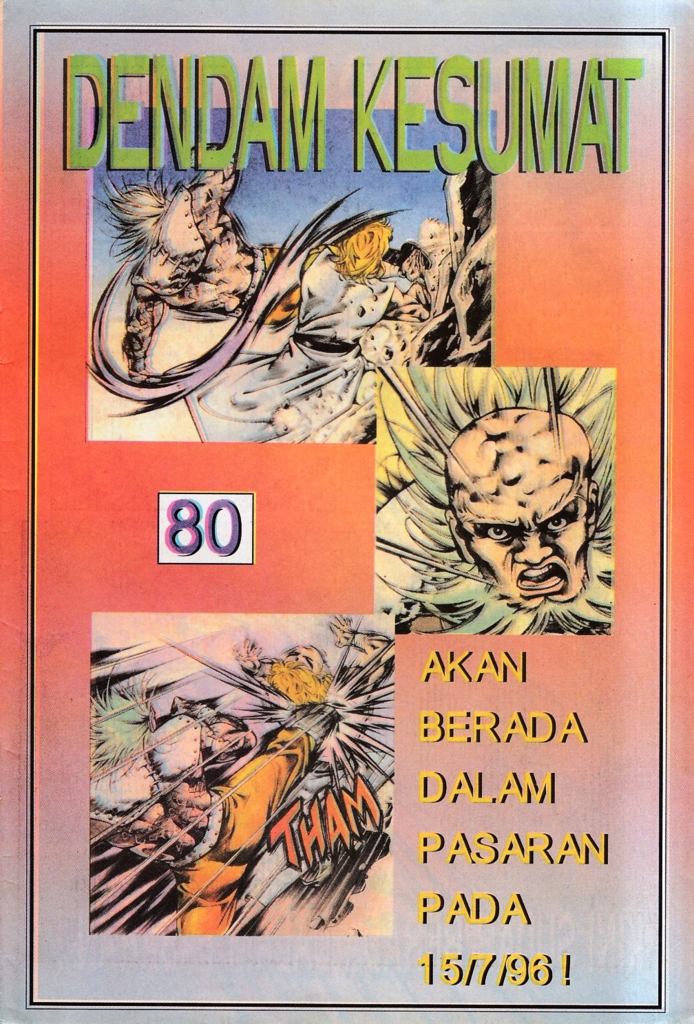 DENDAM KESUMAT
80
THAM
AKAN
BERADA
DALAM
PASARAN
PADA
15/7/96!